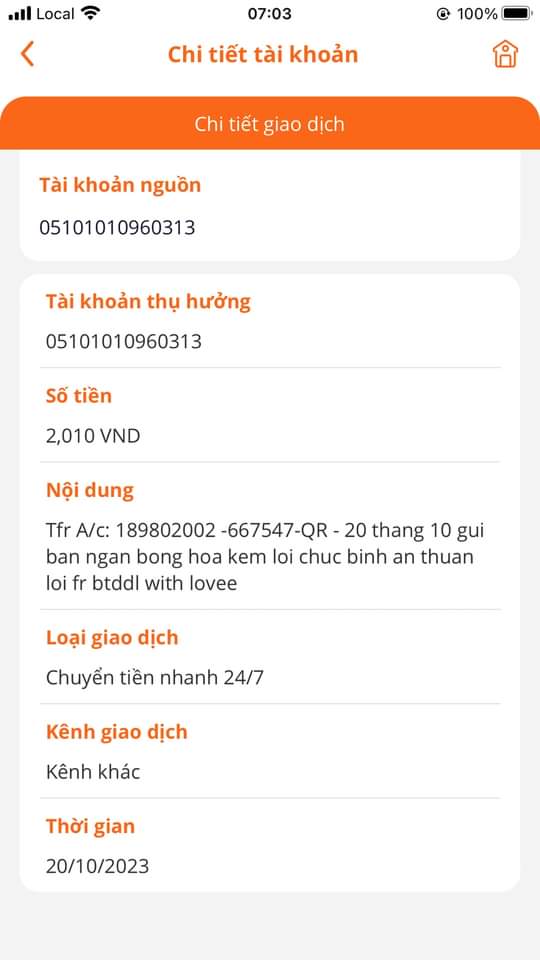 Local 07:03 100%
Chi tiết tài khoản
Chi tiết giao dịch
Tài khoản nguồn
05101010960313
Tài khoản thụ hưởng
05101010960313
Số tiền
2,010 VND
Nội dung
Tfr A/c: 189802002 -667547-QR - 20 thang 10 gui
ban ngan bong hoa kem loi chuc binh an thuan
loi fr btddl with lovee
Loại giao dịch
Chuyển tiền nhanh 24/7
Kênh giao dịch
Kênh khác
Thời gian
20/10/2023